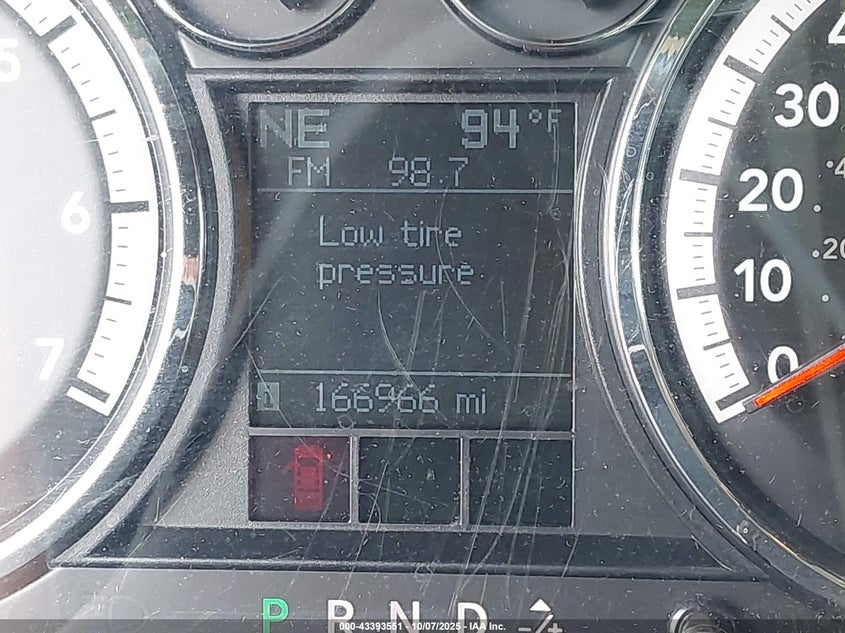 NE 94°F
FM 98.7
Low tire
pressure
166966 mi
5
6
7
30
20
10
0
20
P R N D -/+
000-43393551 - 10/07/2025 - IAA Inc.